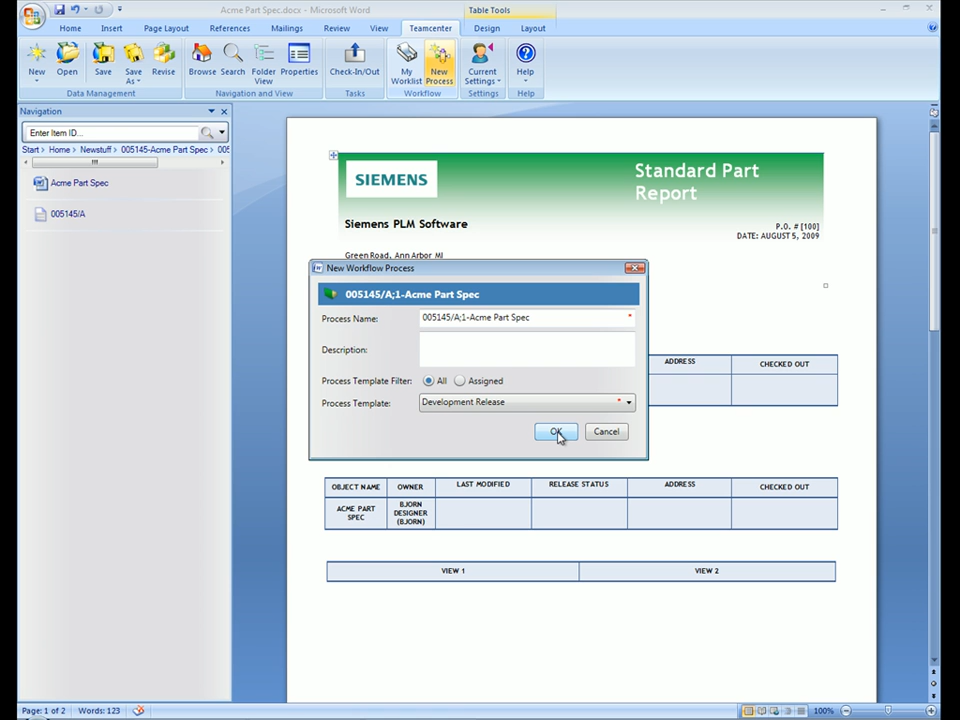 Acme Part Spec.docx - Microsoft Word
Table Tools
Home Insert Page Layout References Mailings Review View Teamcenter Design Layout
New Open Save Save As Revise Browse Search Folder View Properties Check-In/Out My Worklist New Process Current Settings Help
Data Management Navigation and View Tasks Workflow Settings Help
Navigation
Enter Item ID...
Start Home Newstuff 005145-Acme Part Spec 005
Acme Part Spec
005145/A
SIEMENS
Standard Part
Report
Siemens PLM Software
P.O. # [100]
DATE: AUGUST 5, 2009
Green Road, Ann Arbor MI
New Workflow Process
005145/A;1-Acme Part Spec
Process Name: 005145/A;1-Acme Part Spec *
Description:
Process Template Filter: All Assigned
Process Template: Development Release *
OK Cancel
ADDRESS CHECKED OUT
OBJECT NAME OWNER LAST MODIFIED RELEASE STATUS ADDRESS CHECKED OUT
ACME PART SPEC BJORN DESIGNER (BJORN)
VIEW 1 VIEW 2
Page: 1 of 2 Words: 123 100%